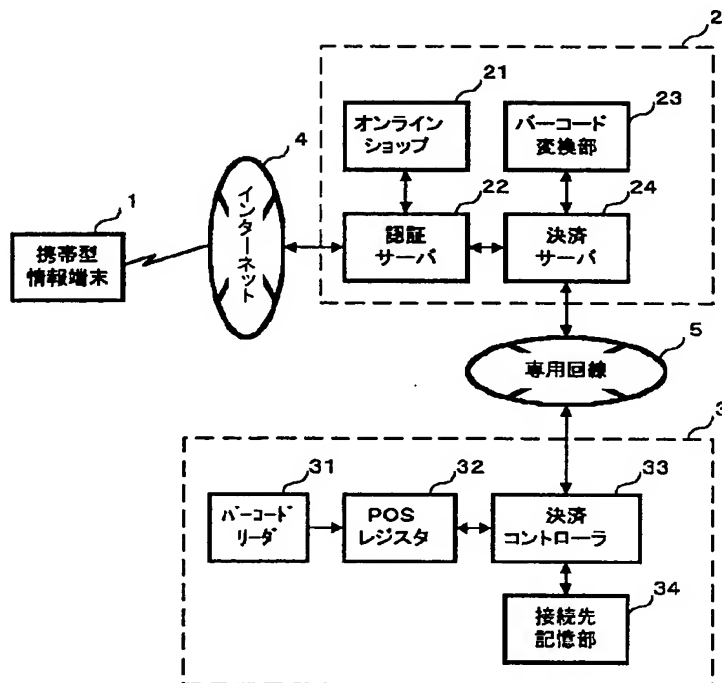 2
21
23
オンライン
ショップ
バーコード
変換部
4
22
24
1
インターネット
認証
サーバ
決済
サーバ
携帯型
情報端末
5
専用回線
3
31
32
33
バーコード
リーダ
POS
レジスタ
決済
コントローラ
34
接続先
記憶部